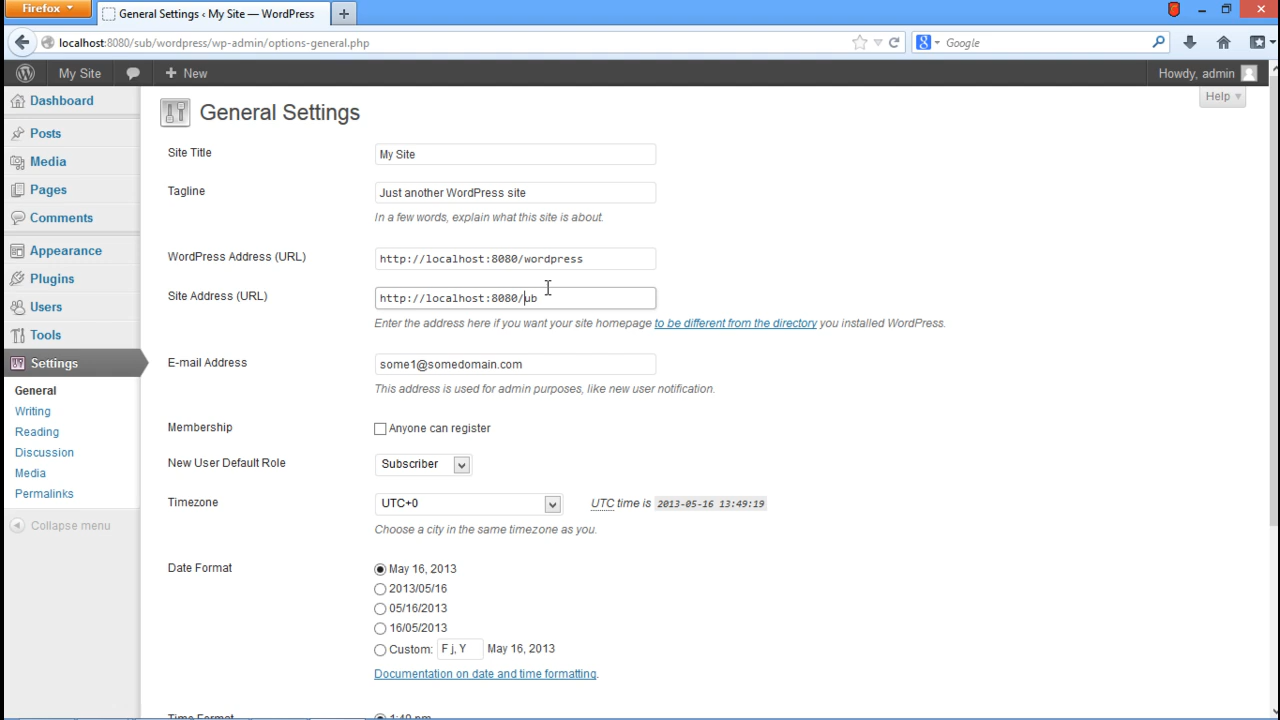 Firefox
General Settings ‹ My Site — WordPress
localhost:8080/sub/wordpress/wp-admin/options-general.php
Google
My Site
New
Howdy, admin
Help
Dashboard
Posts
Media
Pages
Comments
Appearance
Plugins
Users
Tools
Settings
General
Writing
Reading
Discussion
Media
Permalinks
Collapse menu
General Settings
Site Title
My Site
Tagline
Just another WordPress site
In a few words, explain what this site is about.
WordPress Address (URL)
http://localhost:8080/wordpress
Site Address (URL)
http://localhost:8080/ub
Enter the address here if you want your site homepage to be different from the directory you installed WordPress.
E-mail Address
some1@somedomain.com
This address is used for admin purposes, like new user notification.
Membership
Anyone can register
New User Default Role
Subscriber
Timezone
UTC+0
UTC time is 2013-05-16 13:49:19
Choose a city in the same timezone as you.
Date Format
May 16, 2013
2013/05/16
05/16/2013
16/05/2013
Custom: F j, Y May 16, 2013
Documentation on date and time formatting.
Time Format
1:49 pm